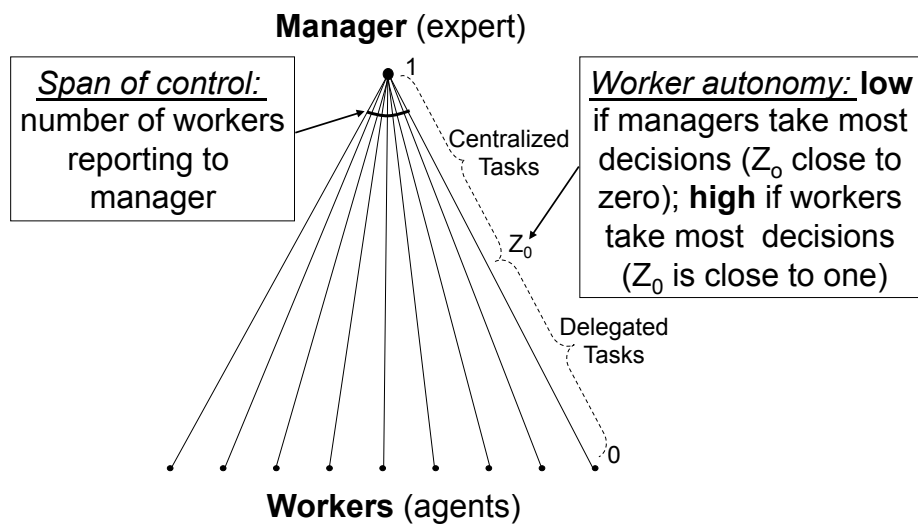 Manager (expert)
1
Span of control:
number of workers
reporting to
manager
Worker autonomy: low
if managers take most
decisions (Zo close to
zero); high if workers
take most decisions
(Z0 is close to one)
Centralized
Tasks
Z0
Delegated
Tasks
0
Workers (agents)